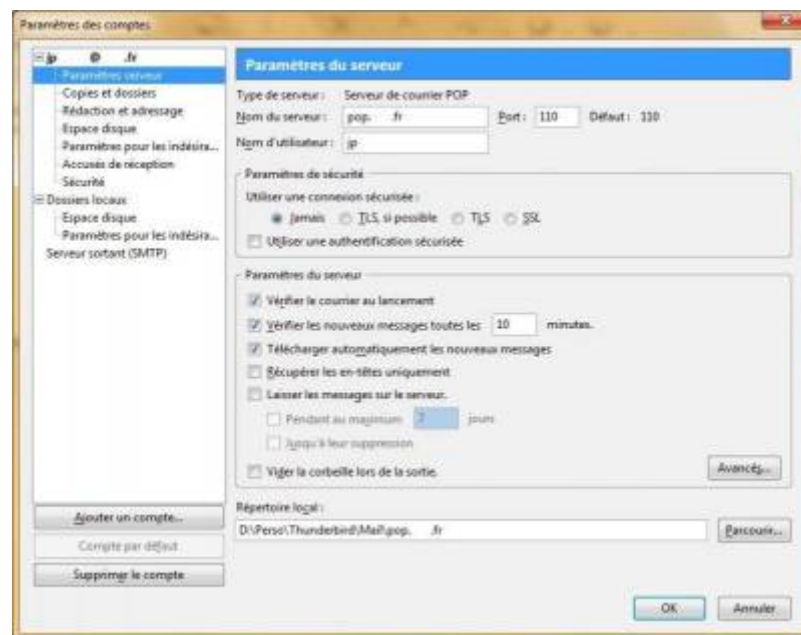 Paramètres des comptes
jp @ .fr
Paramètres serveur
Copies et dossiers
Rédaction et adressage
Espace disque
Paramètres pour les indésira...
Accusés de réception
Sécurité
Dossiers locaux
Espace disque
Paramètres pour les indésira...
Serveur sortant (SMTP)
Ajouter un compte...
Compte par défaut
Supprimer le compte
Paramètres du serveur
Type de serveur : Serveur de courrier POP
Nom du serveur : pop. .fr Port : 110 Défaut : 110
Nom d'utilisateur : jp
Paramètres de sécurité
Utiliser une connexion sécurisée :
Jamais TLS, si possible TLS SSL
Utiliser une authentification sécurisée
Paramètres du serveur
Vérifier le courrier au lancement
Vérifier les nouveaux messages toutes les 10 minutes.
Télécharger automatiquement les nouveaux messages
Récupérer les en-têtes uniquement
Laisser les messages sur le serveur.
Pendant au maximum 7 jours
Jusqu'à leur suppression
Vider la corbeille lors de la sortie.
Avancés...
Répertoire local :
D:\Perso\Thunderbird\Mail\pop. .fr
Parcourir...
OK Annuler